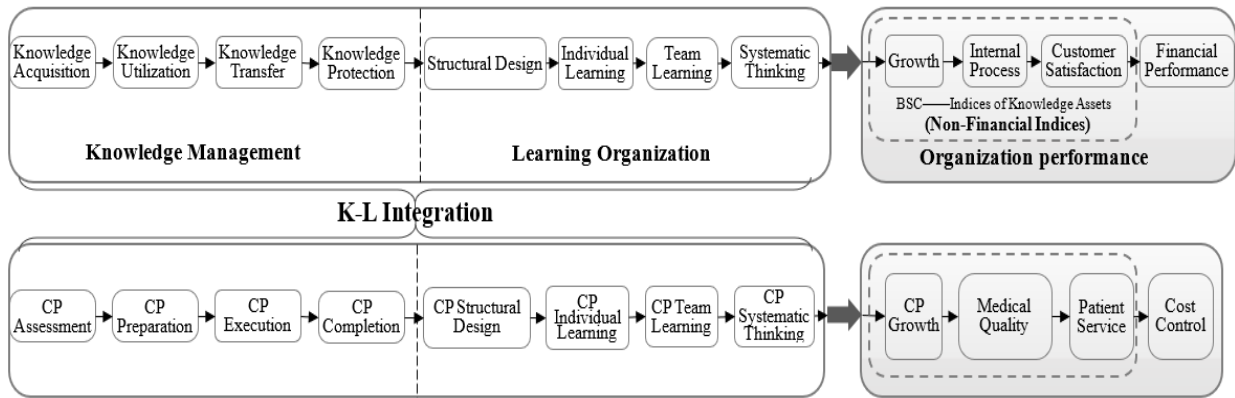 Knowledge
Acquisition
Knowledge
Utilization
Knowledge
Transfer
Knowledge
Protection
Structural Design
Individual
Learning
Team
Learning
Systematic
Thinking
Growth
Internal
Process
Customer
Satisfaction
Financial
Performance
BSC——Indices of Knowledge Assets
(Non-Financial Indices)
Knowledge Management
Learning Organization
Organization performance
K-L Integration
CP
Assessment
CP
Preparation
CP
Execution
CP
Completion
CP Structural
Design
CP
Individual
Learning
CP Team
Learning
CP
Systematic
Thinking
CP
Growth
Medical
Quality
Patient
Service
Cost
Control